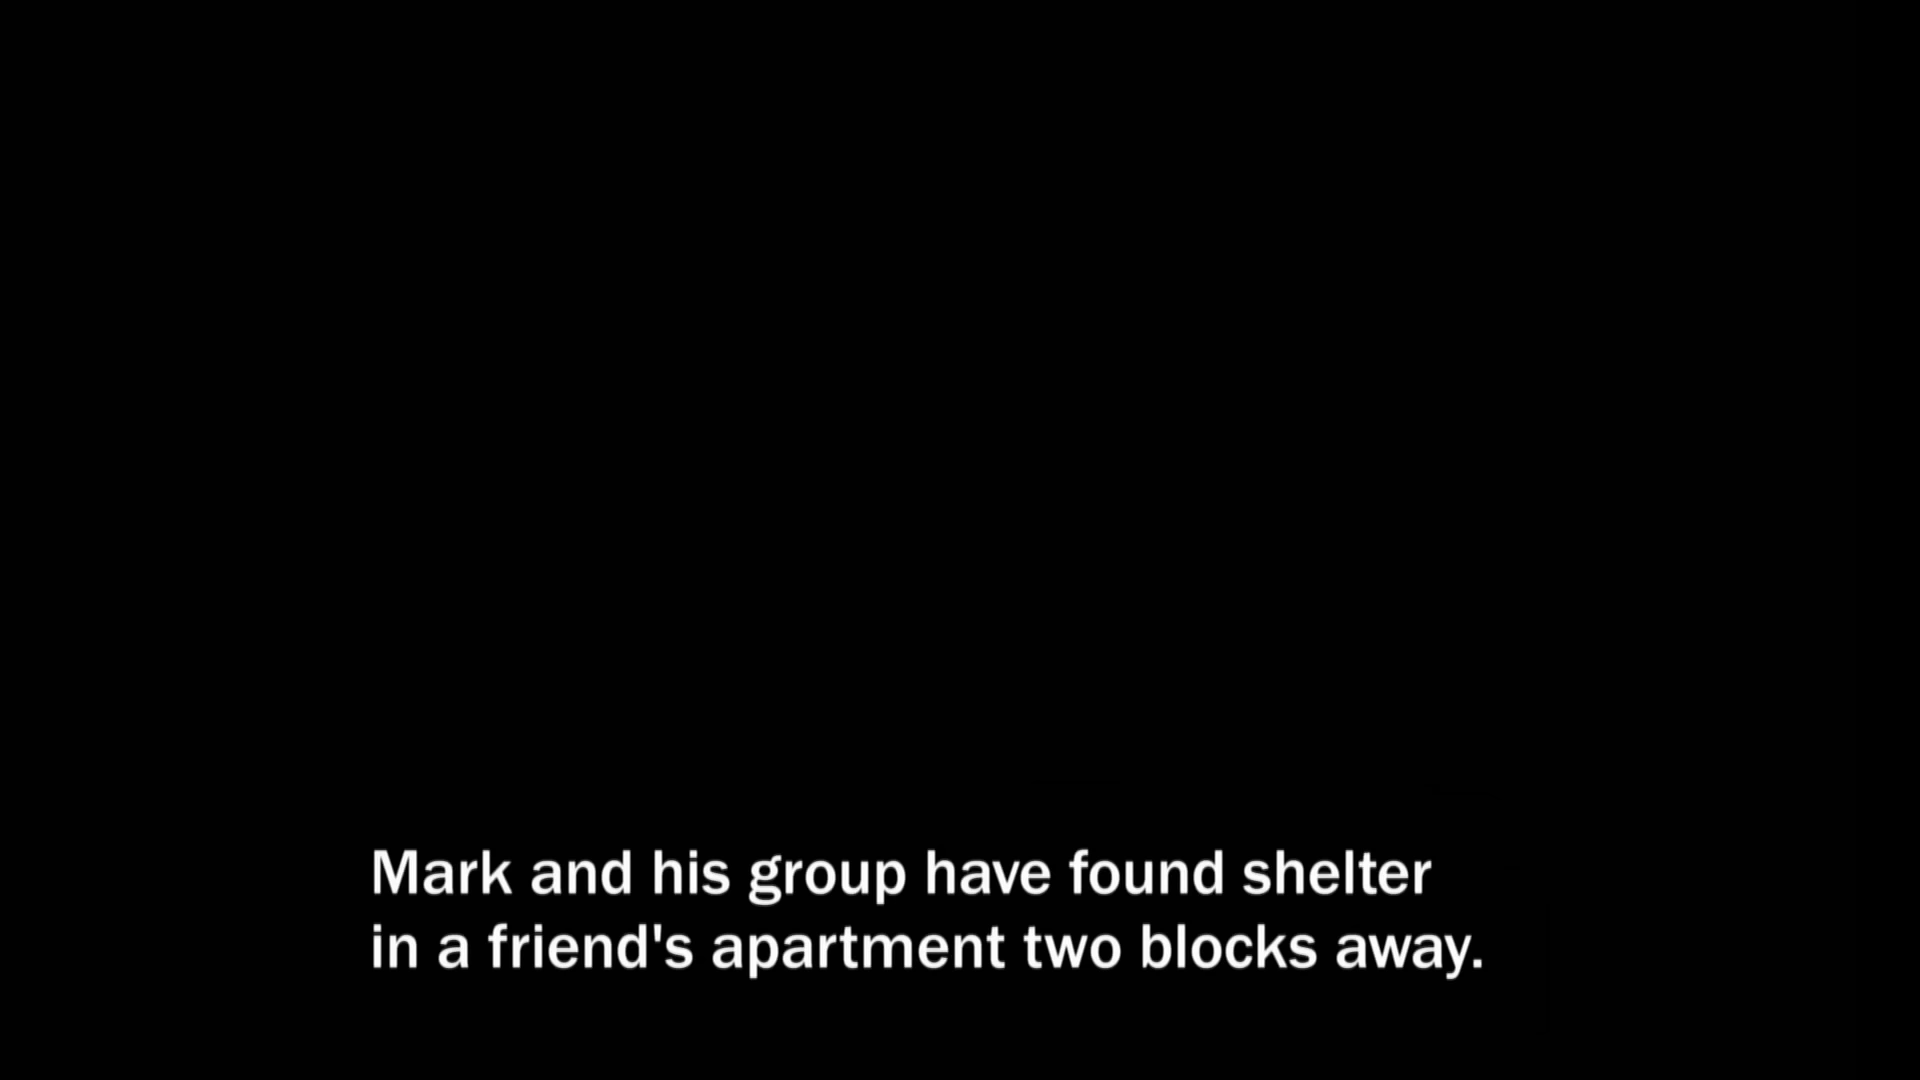 Mark and his group have found shelter
in a friend's apartment two blocks away.